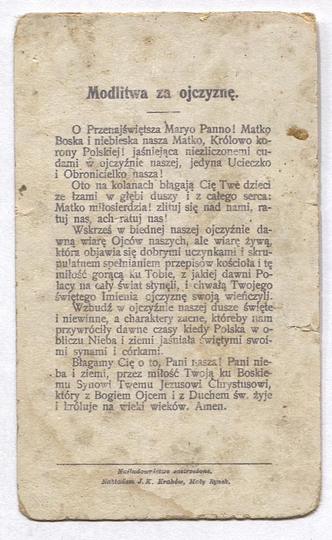 Modlitwa za ojczyznę.
O Przenajświętsza Maryo Panno! Matko
Boska i niebieska nasza Matko, Królowo ko-
rony Polskiej! jaśniejąca niezliczonemi cu-
dami w ojczyźnie naszej, jedyna Ucieczko
i Obronicielko nasza!
Oto na kolanach błagają Cię Twe dzieci
ze łzami w głębi duszy i z całego serca:
Matko miłosierdzia! zlituj się nad nami, ra-
tuj nas, ach ratuj nas!
Wskrześ w biednej naszej ojczyźnie da-
wną wiarę Ojców naszych, ale wiarę żywą,
która objawia się dobrymi uczynkami i skru-
pulatnem spełnianiem przepisów kościoła i tę
miłość gorącą ku Tobie, z jakiej dawni Po-
lacy na cały świat słynęli, i chwałą Twojego
świętego Imienia ojczyznę swoją wieńczyli.
Wzbudź w ojczyźnie naszej dusze święte
i niewinne, a charaktery zacne, któreby nam
przywróciły dawne czasy kiedy Polska w o-
bliczu Nieba i ziemi jaśniała świętymi swoi-
mi synami i córkami.
Błagamy Cię o to, Pani nasza! Pani nie-
ba i ziemi, przez miłość Twoją ku Boskie-
mu Synowi Twemu Jezusowi Chrystusowi,
który z Bogiem Ojcem i z Duchem św. żyje
i króluje na wieki wieków. Amen.
Naśladownictwo zastrzeżone.
Nakładem J. K. Kraków, Mały Rynek.